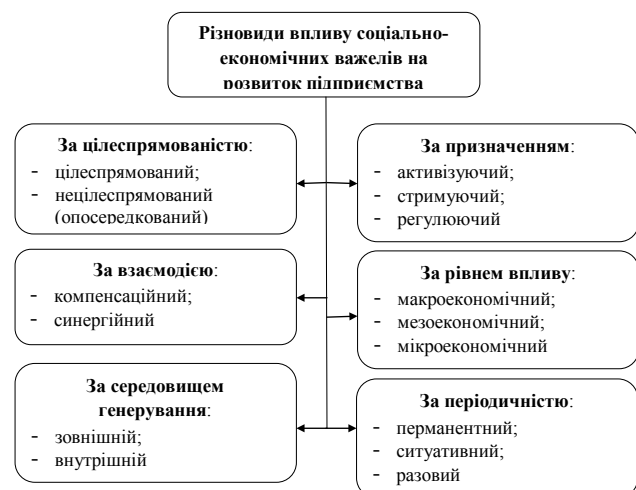 Різновиди впливу соціально-
економічних важелів на
розвиток підприємства
За цілеспрямованістю:
- цілеспрямований;
- нецілеспрямований
(опосередкований)
За призначенням:
- активізуючий;
- стримуючий;
- регулюючий
За взаємодією:
- компенсаційний;
- синергійний
За рівнем впливу:
- макроекономічний;
- мезоекономічний;
- мікроекономічний
За середовищем
генерування:
- зовнішній;
- внутрішній
За періодичністю:
- перманентний;
- ситуативний;
- разовий